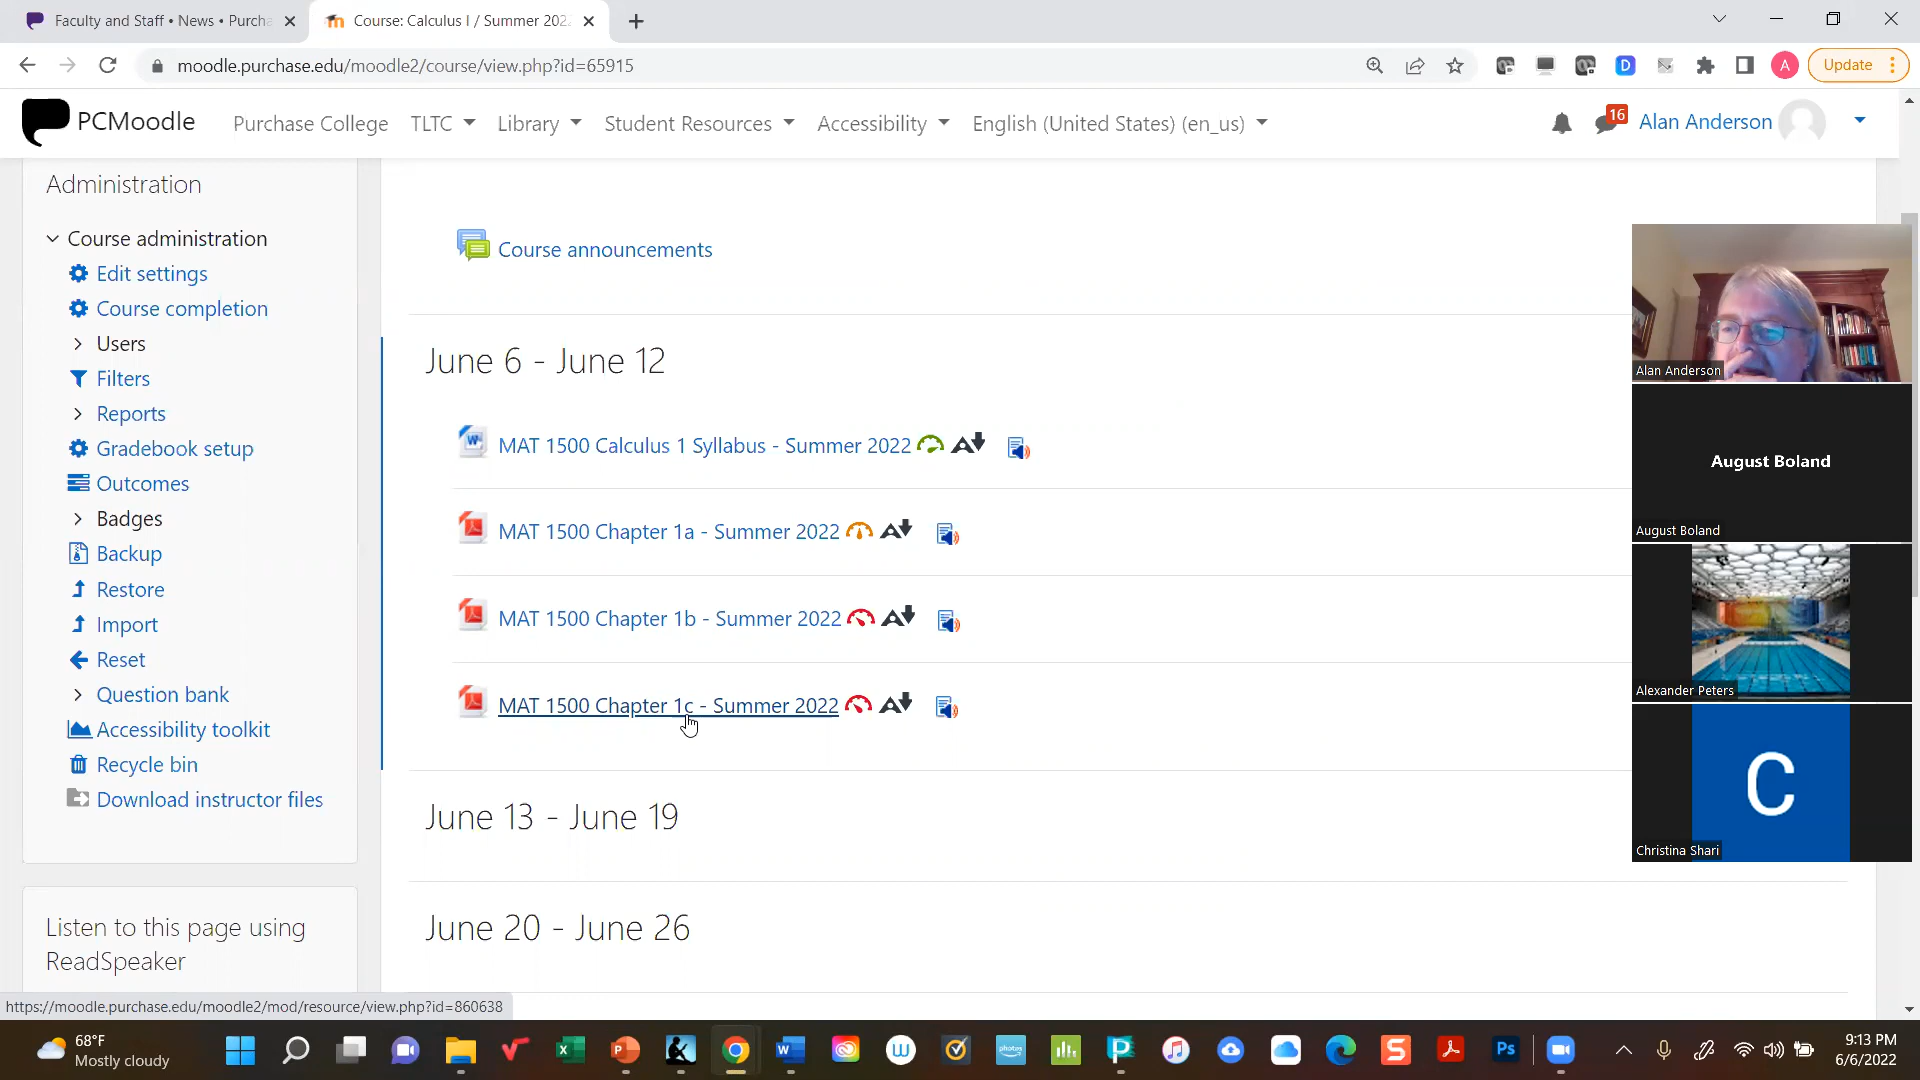 Faculty and Staff • News • Purcha
Course: Calculus I / Summer 202
moodle.purchase.edu/moodle2/course/view.php?id=65915
D
A
Update
PCMoodle
Purchase College
TLTC
Library
Student Resources
Accessibility
English (United States) (en_us)
16
Alan Anderson
Administration
Course administration
Edit settings
Course completion
Users
Filters
Reports
Gradebook setup
Outcomes
Badges
Backup
Restore
Import
Reset
Question bank
Accessibility toolkit
Recycle bin
Download instructor files
Listen to this page using
ReadSpeaker
Course announcements
June 6 - June 12
MAT 1500 Calculus 1 Syllabus - Summer 2022
MAT 1500 Chapter 1a - Summer 2022
MAT 1500 Chapter 1b - Summer 2022
MAT 1500 Chapter 1c - Summer 2022
June 13 - June 19
June 20 - June 26
Alan Anderson
August Boland
August Boland
Alexander Peters
C
Christina Shari
https://moodle.purchase.edu/moodle2/mod/resource/view.php?id=860638
68°F
Mostly cloudy
photos
S
Ps
9:13 PM
6/6/2022